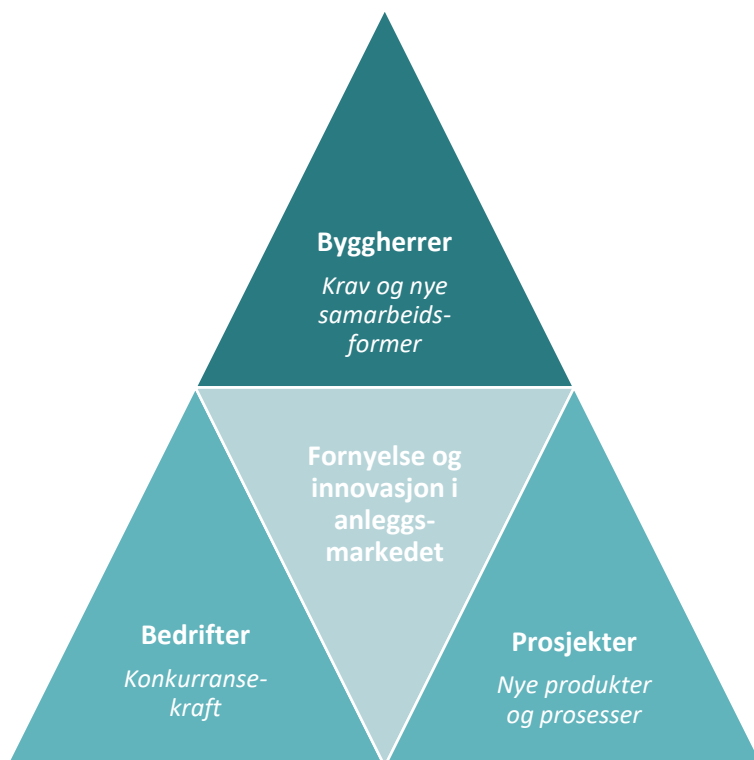 Byggherrer
Krav og nye
samarbeids-
former
Fornyelse og
innovasjon i
anleggs-
markedet
Bedrifter
Konkurranse-
kraft
Prosjekter
Nye produkter
og prosesser